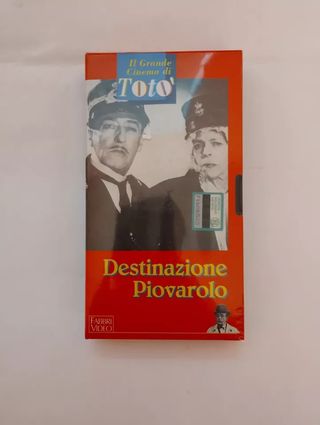 Il Grande
Cinema di
Totò
Destinazione
Piovarolo
FABBRI
VIDEO